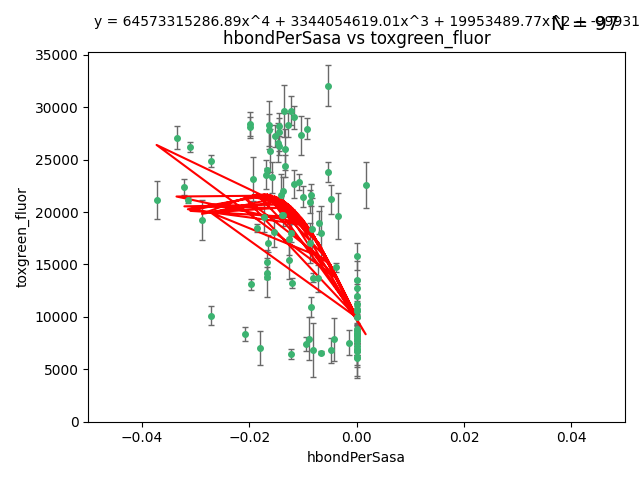 y = 64573315286.89x^4 + 3344054619.01x^3 + 19953489.77x^2 + -99931
N = 97
hbondPerSasa vs toxgreen_fluor
35000
30000
25000
20000
15000
10000
5000
0
toxgreen_fluor
−0.04
−0.02
0.00
0.02
0.04
hbondPerSasa